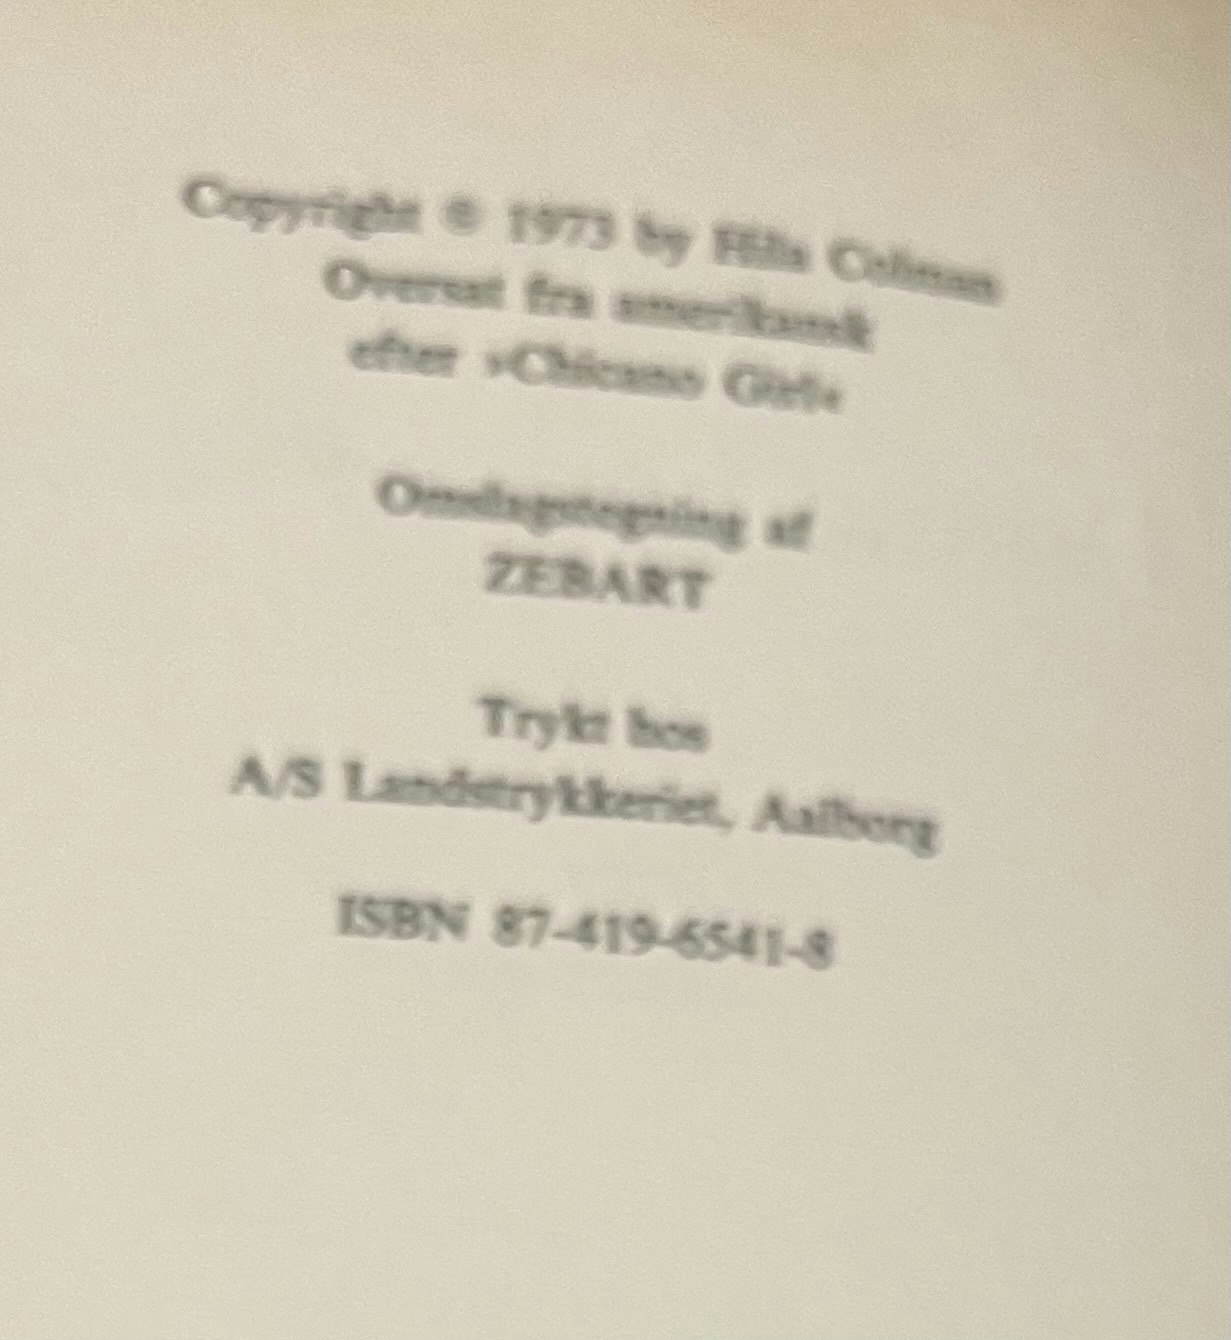 Copyright © 1973 by Hila Colman
Oversat fra amerikansk
efter »Chicano Girl«
Omslagstegning af
ZEBART
Trykt hos
A/S Landstrykkeriet, Aalborg
ISBN 87-419-6541-8